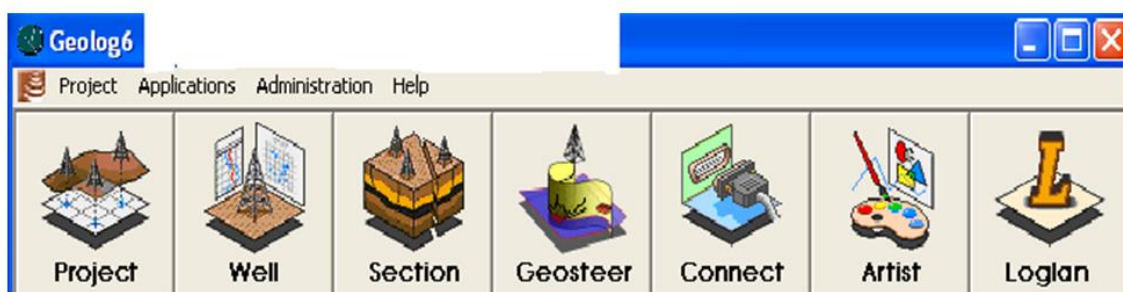 Geolog6
Project Applications Administration Help
Project Well Section Geosteer Connect Artist Loglan